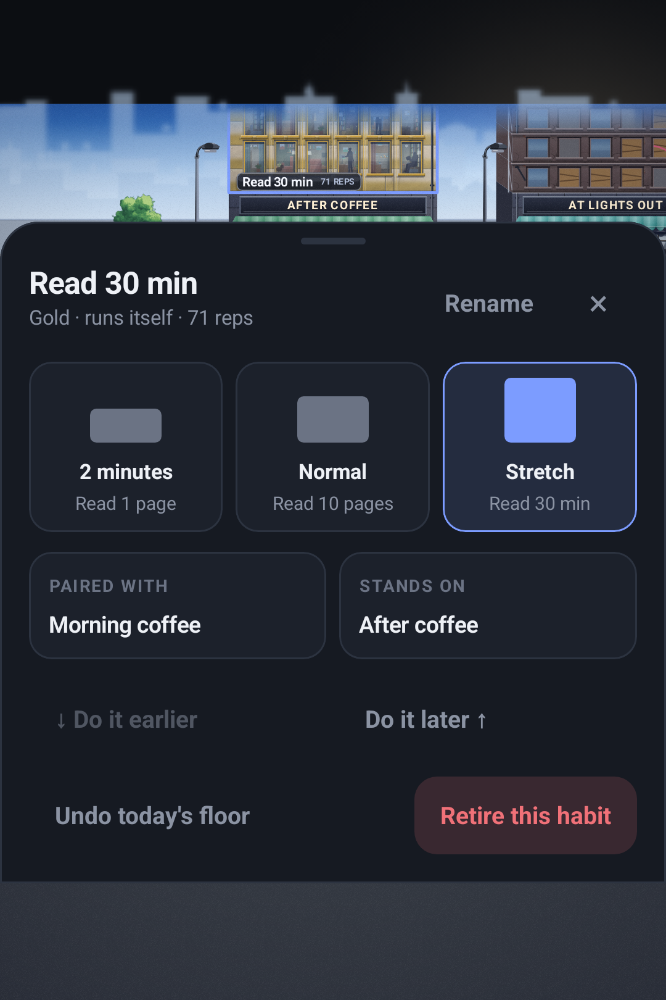 Read 30 min 71 REPS
AFTER COFFEE
AT LIGHTS OUT
Read 30 min
Gold · runs itself · 71 reps
Rename ×
2 minutes
Read 1 page
Normal
Read 10 pages
Stretch
Read 30 min
PAIRED WITH
Morning coffee
STANDS ON
After coffee
↓ Do it earlier
Do it later ↑
Undo today's floor
Retire this habit